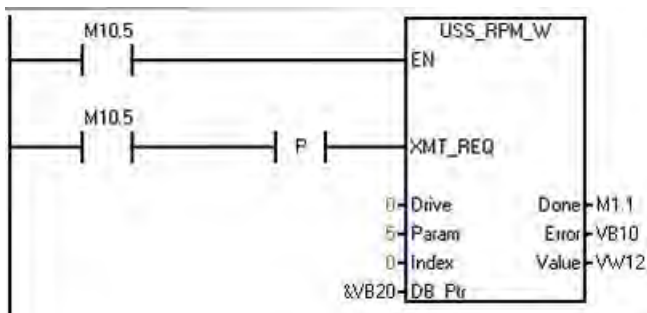 M10.5 USS_RPM_W
EN
M10.5
P XMT_REQ
0 Drive Done M1.1
5 Param Error VB10
0 Index Value VW12
&VB20 DB_Ptr